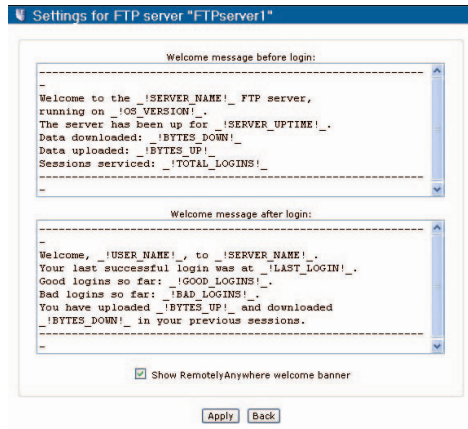 Settings for FTP server "FTPserver1"
Welcome message before login:
-----------------------------------------------------------
-
Welcome to the _!SERVER_NAME!_ FTP server,
running on _!OS_VERSION!_.
The server has been up for _!SERVER_UPTIME!_.
Data downloaded: _!BYTES_DOWN!_
Data uploaded: _!BYTES_UP!_
Sessions serviced: _!TOTAL_LOGINS!_
-----------------------------------------------------------
-
Welcome message after login:
-----------------------------------------------------------
-
Welcome, _!USER_NAME!_, to _!SERVER_NAME!_.
Your last successful login was at _!LAST_LOGIN!_.
Good logins so far: _!GOOD_LOGINS!_.
Bad logins so far: _!BAD_LOGINS!_.
You have uploaded _!BYTES_UP!_ and downloaded
_!BYTES_DOWN!_ in your previous sessions.
-----------------------------------------------------------
-
Show RemotelyAnywhere welcome banner
Apply Back